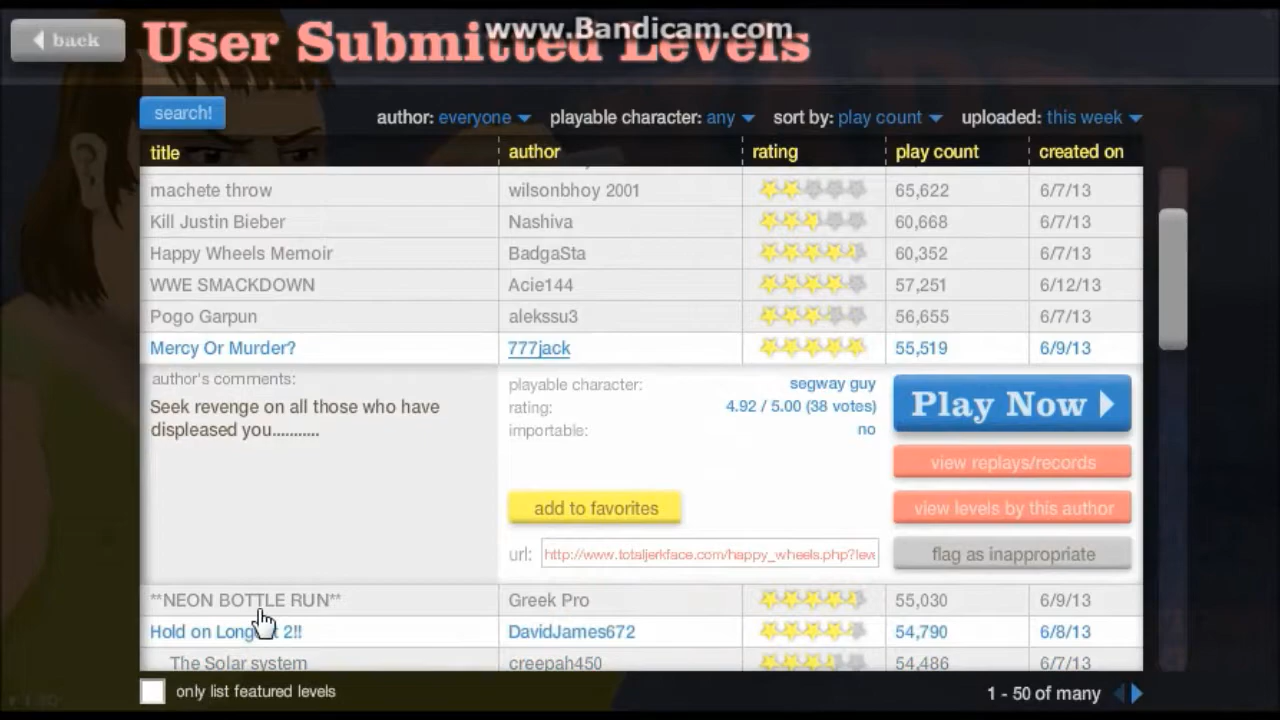 www.Bandicam.com
back
User Submitted Levels
search!
author: everyone playable character: any sort by: play count uploaded: this week
title author rating play count created on
machete throw wilsonbhoy 2001 65,622 6/7/13
Kill Justin Bieber Nashiva 60,668 6/7/13
Happy Wheels Memoir BadgaSta 60,352 6/7/13
WWE SMACKDOWN Acie144 57,251 6/12/13
Pogo Garpun alekssu3 56,655 6/7/13
Mercy Or Murder? 777jack 55,519 6/9/13
author's comments:
Seek revenge on all those who have
displeased you...........
playable character: segway guy
rating: 4.92 / 5.00 (38 votes)
importable: no
add to favorites
url: http://www.totaljerkface.com/happy_wheels.php?leve
Play Now
view replays/records
view levels by this author
flag as inappropriate
**NEON BOTTLE RUN** Greek Pro 55,030 6/9/13
Hold on 2!! DavidJames672 54,790 6/8/13
The Solar system creepah450 54,486 6/7/13
only list featured levels
1 - 50 of many